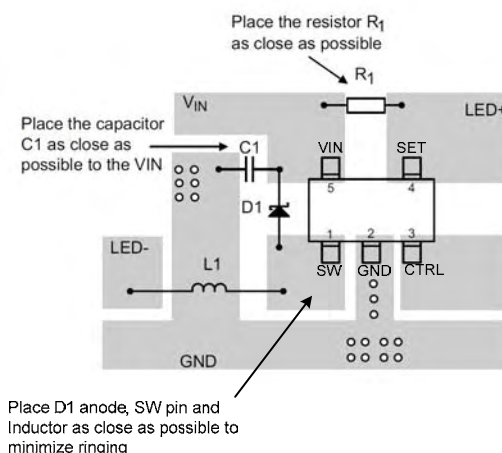 Place the resistor R1
as close as possible
R1
VIN
LED+
Place the capacitor
C1 as close as
possible to the VIN
C1
VIN
SET
5
4
D1
1
2
3
LED-
L1
SW
GND
CTRL
GND
Place D1 anode, SW pin and
Inductor as close as possible to
minimize ringing